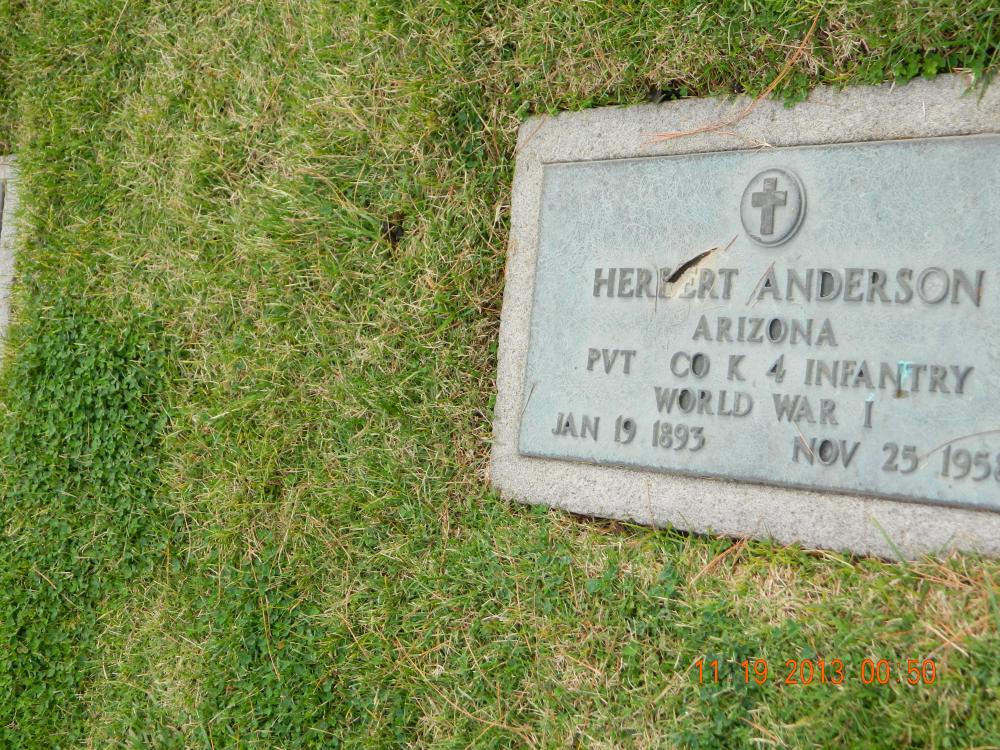 HERBERT ANDERSON
ARIZONA
PVT CO K 4 INFANTRY
WORLD WAR I
JAN 19 1893 NOV 25 1958
11 19 2013 00:50